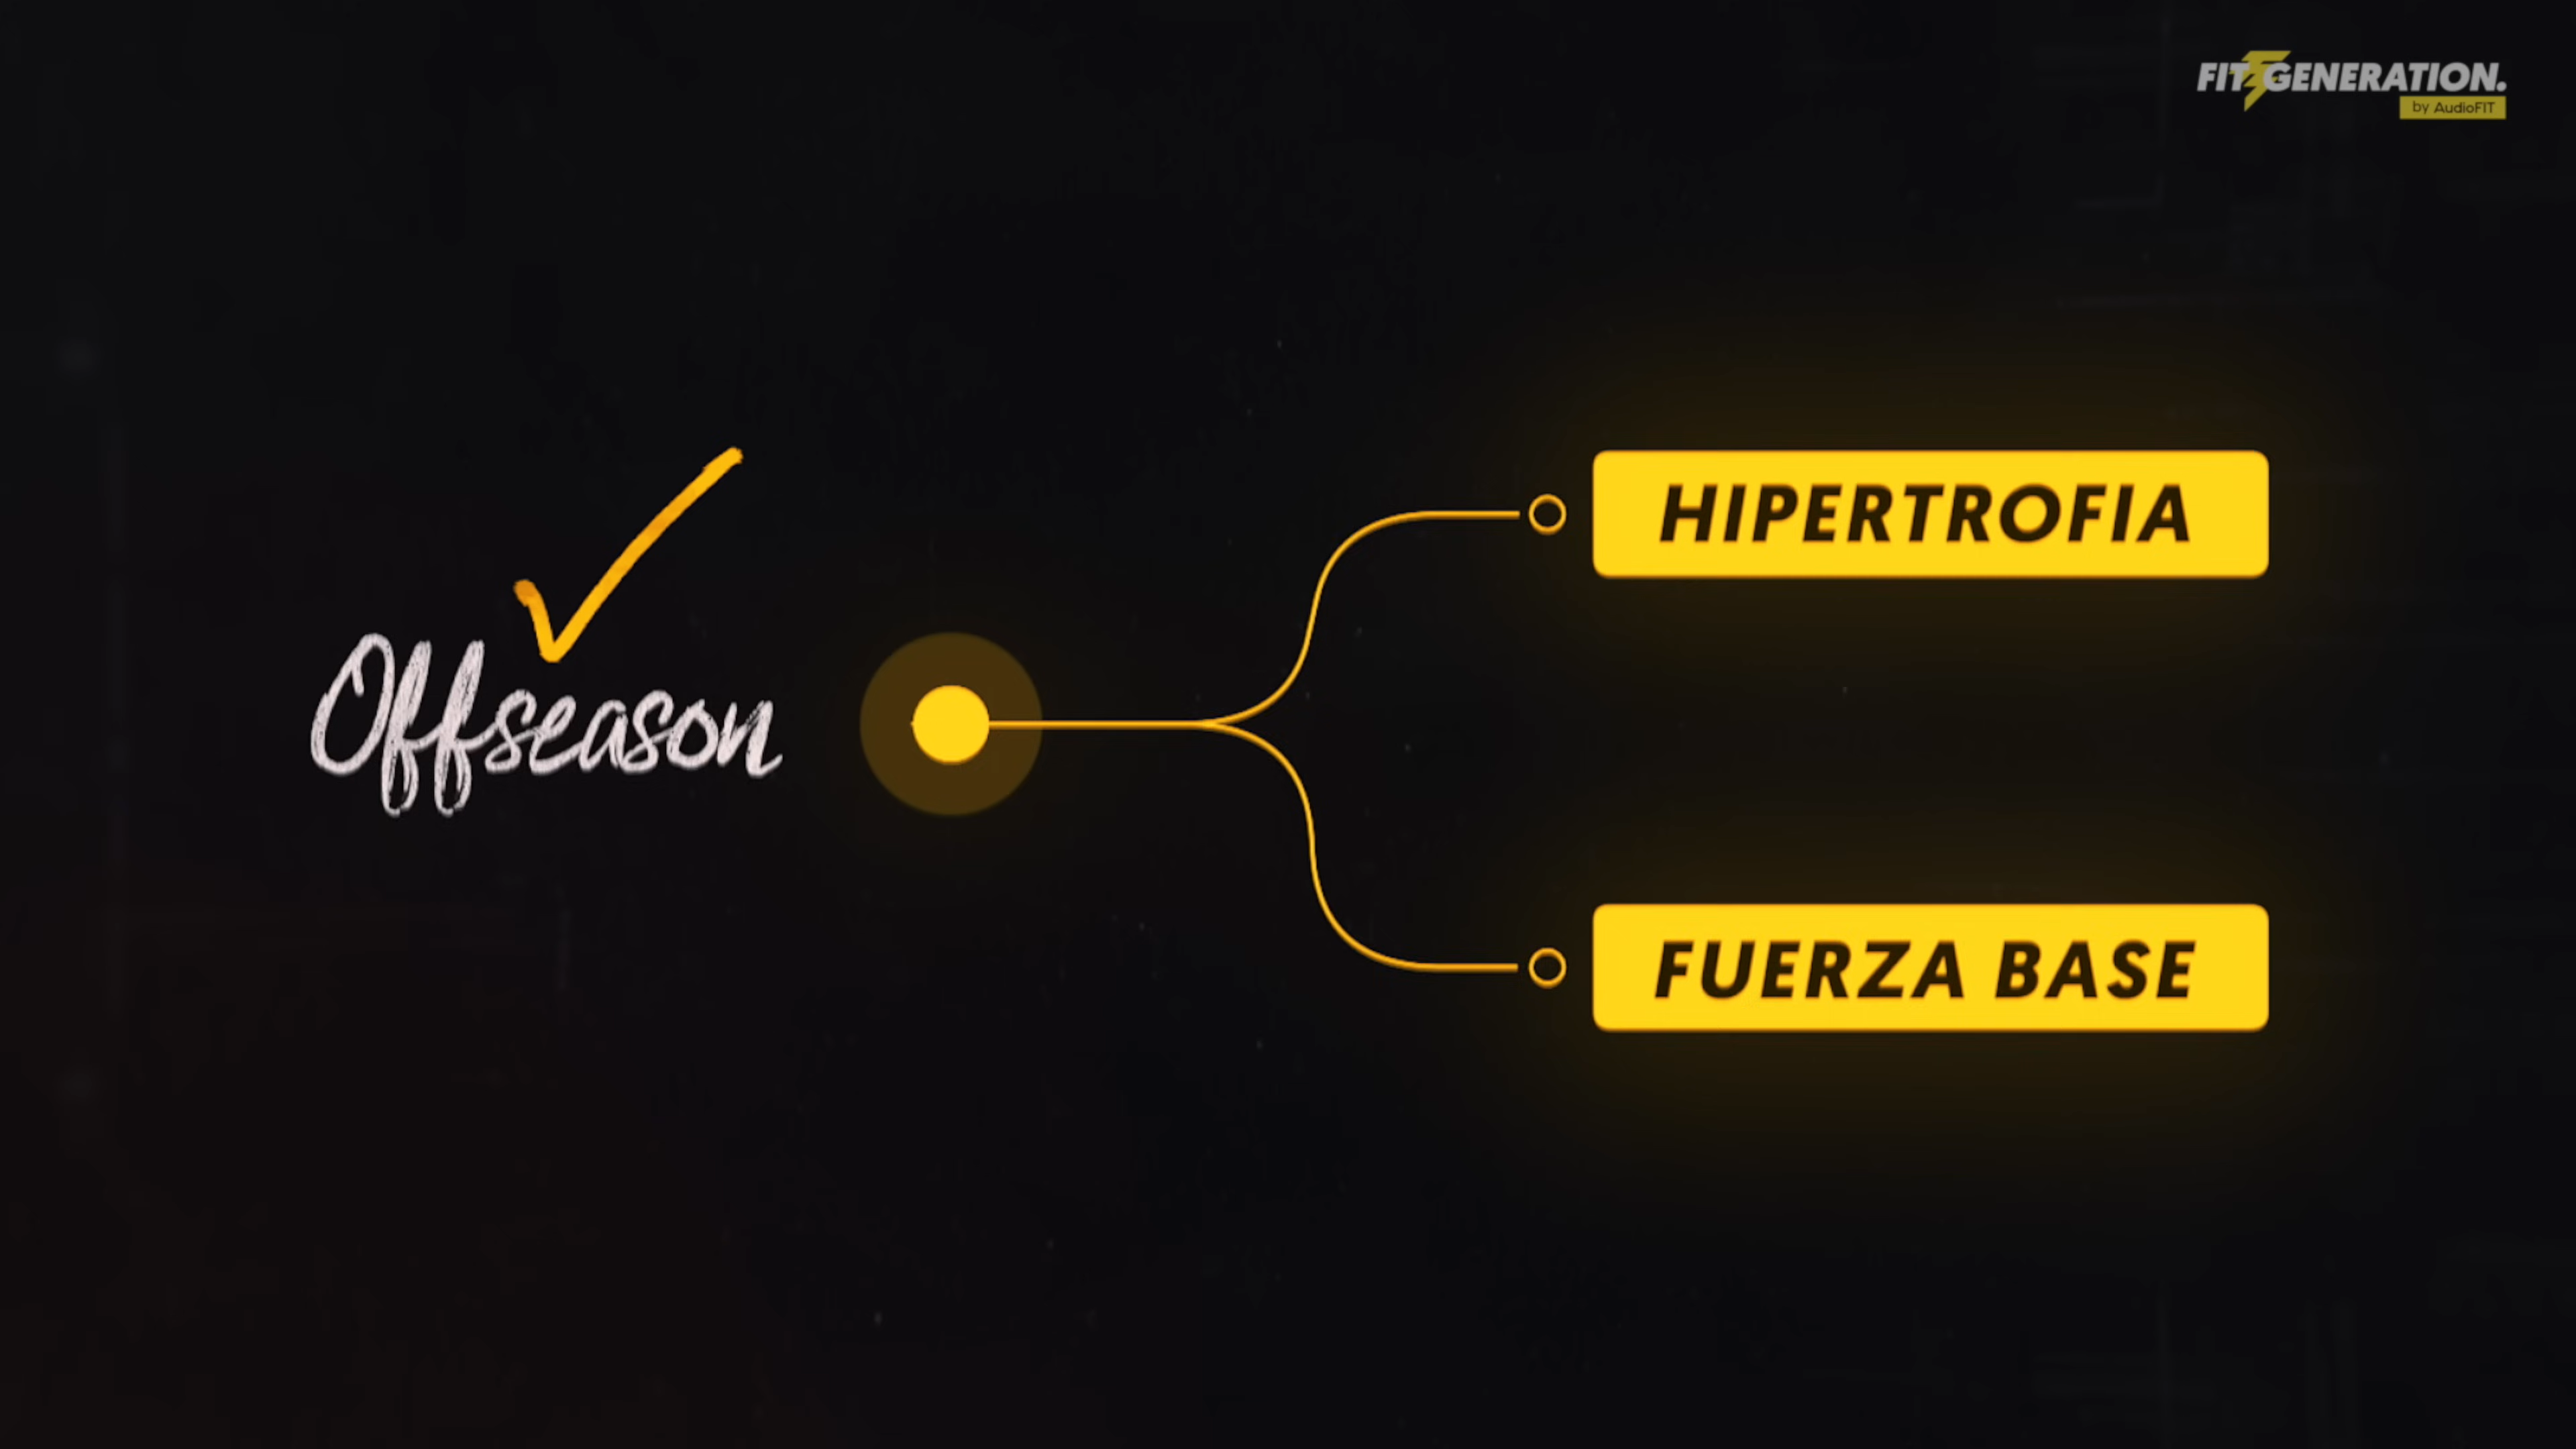 FIT GENERATION.
by AudioFIT
Offseason
HIPERTROFIA
FUERZA BASE